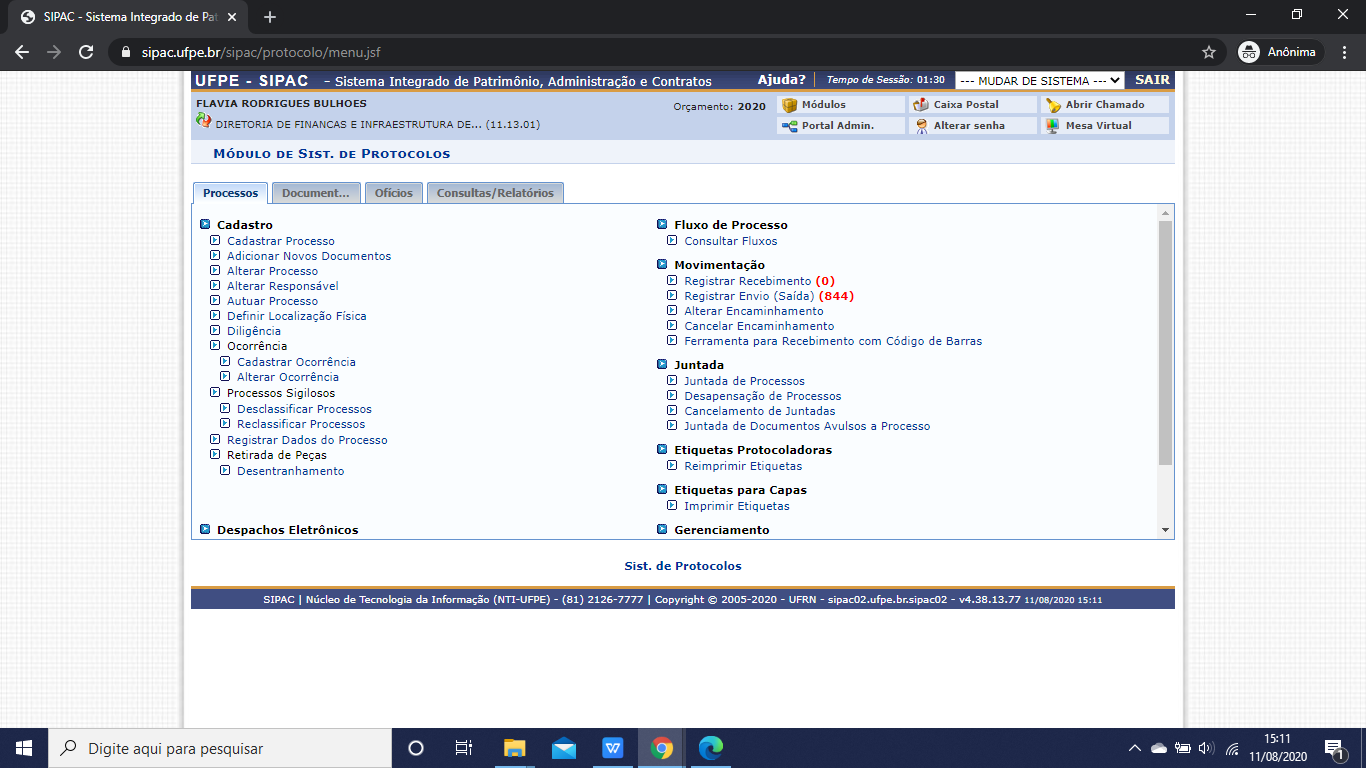 SIPAC - Sistema Integrado de Pat
sipac.ufpe.br/sipac/protocolo/menu.jsf
Anônima
UFPE - SIPAC - Sistema Integrado de Patrimônio, Administração e Contratos
Ajuda?
Tempo de Sessão: 01:30
--- MUDAR DE SISTEMA ---
SAIR
FLAVIA RODRIGUES BULHOES
DIRETORIA DE FINANCAS E INFRAESTRUTURA DE... (11.13.01)
Orçamento: 2020
Módulos
Caixa Postal
Abrir Chamado
Portal Admin.
Alterar senha
Mesa Virtual
MÓDULO DE SIST. DE PROTOCOLOS
Processos
Document...
Ofícios
Consultas/Relatórios
Cadastro
Cadastrar Processo
Adicionar Novos Documentos
Alterar Processo
Alterar Responsável
Autuar Processo
Definir Localização Física
Diligência
Ocorrência
Cadastrar Ocorrência
Alterar Ocorrência
Processos Sigilosos
Desclassificar Processos
Reclassificar Processos
Registrar Dados do Processo
Retirada de Peças
Desentranhamento
Despachos Eletrônicos
Fluxo de Processo
Consultar Fluxos
Movimentação
Registrar Recebimento (0)
Registrar Envio (Saída) (844)
Alterar Encaminhamento
Cancelar Encaminhamento
Ferramenta para Recebimento com Código de Barras
Juntada
Juntada de Processos
Desapensação de Processos
Cancelamento de Juntadas
Juntada de Documentos Avulsos a Processo
Etiquetas Protocoladoras
Reimprimir Etiquetas
Etiquetas para Capas
Imprimir Etiquetas
Gerenciamento
Sist. de Protocolos
SIPAC | Núcleo de Tecnologia da Informação (NTI-UFPE) - (81) 2126-7777 | Copyright © 2005-2020 - UFRN - sipac02.ufpe.br.sipac02 - v4.38.13.77 11/08/2020 15:11
Digite aqui para pesquisar
15:11
11/08/2020
1